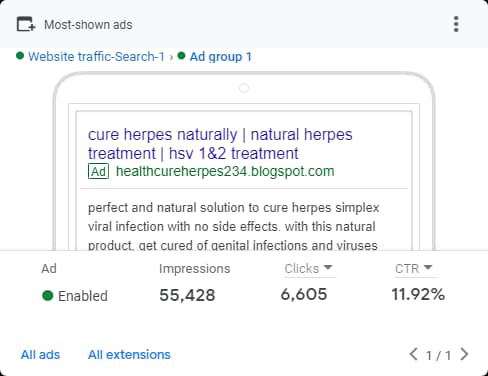 Most-shown ads
Website traffic-Search-1 › Ad group 1
cure herpes naturally | natural herpes
treatment | hsv 1&2 treatment
Ad healthcureherpes234.blogspot.com
perfect and natural solution to cure herpes simplex
viral infection with no side effects. with this natural
product, get cured of genital infections and viruses
Ad Impressions Clicks CTR
Enabled 55,428 6,605 11.92%
All ads All extensions 1 / 1